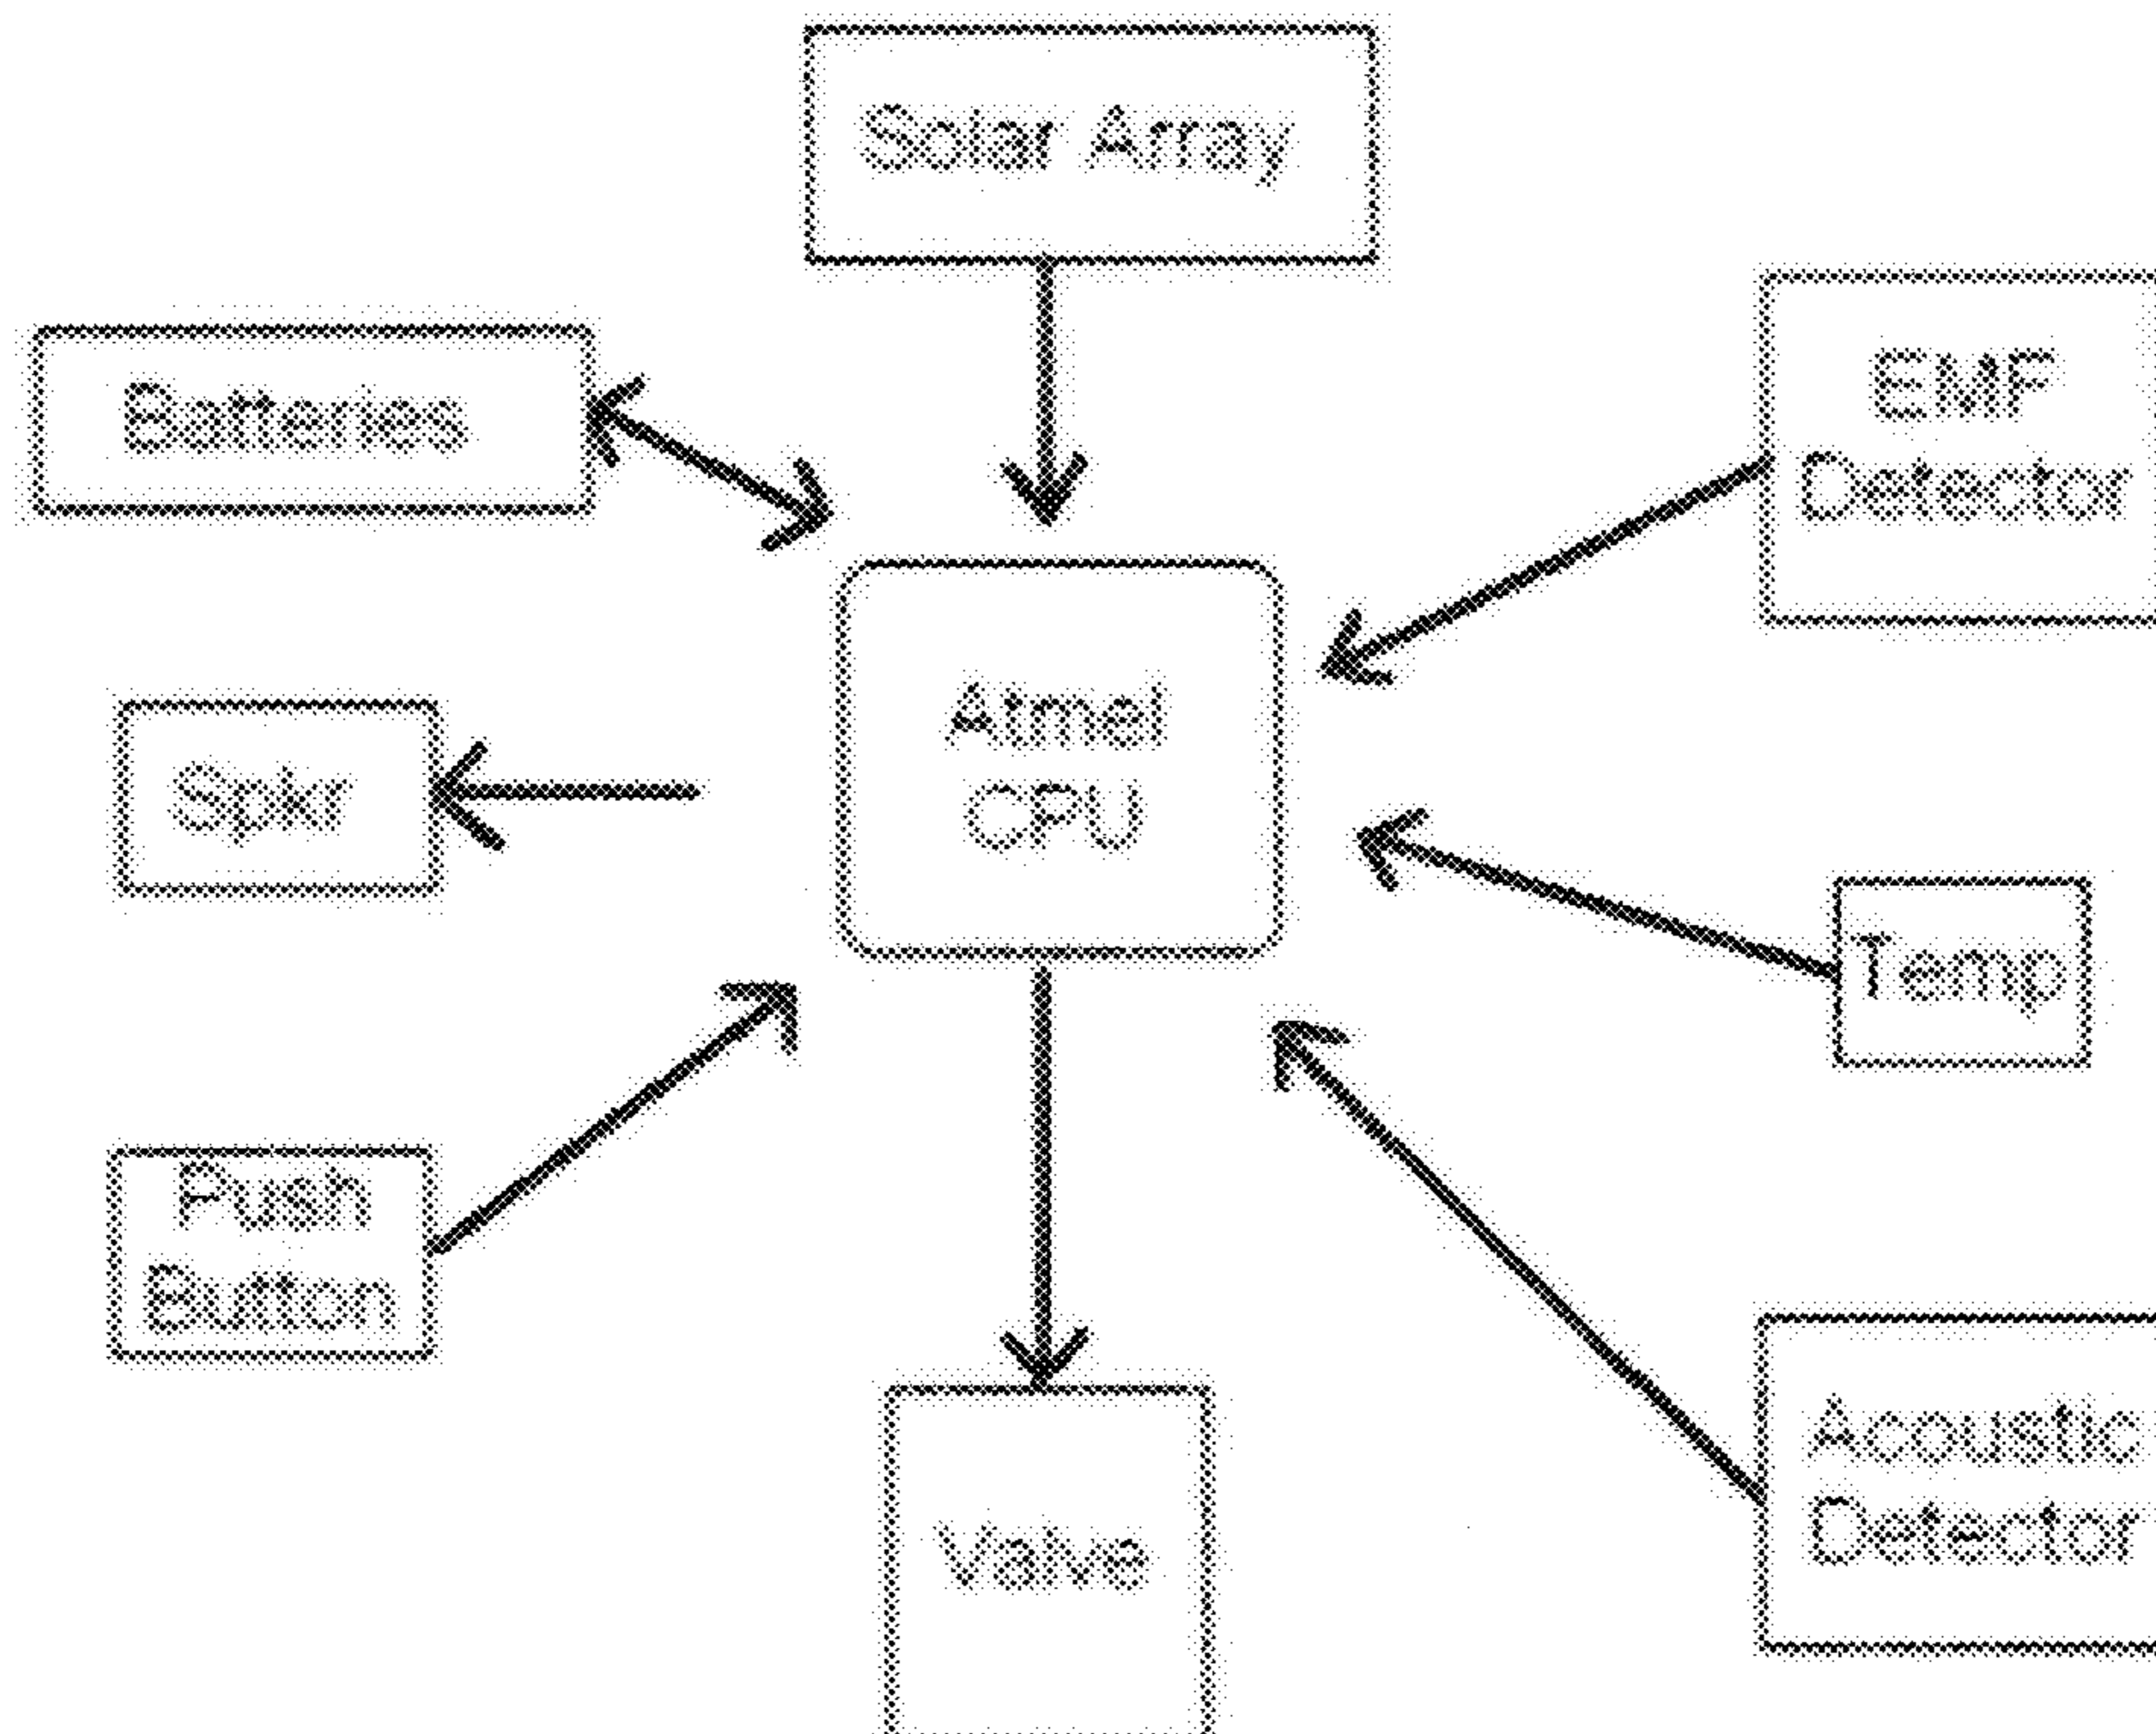 Solar Array
Batteries
EMF
Detector
Atmel
CPU
Spkr
Temp
Push
Button
Acoustic
Detector
Valve